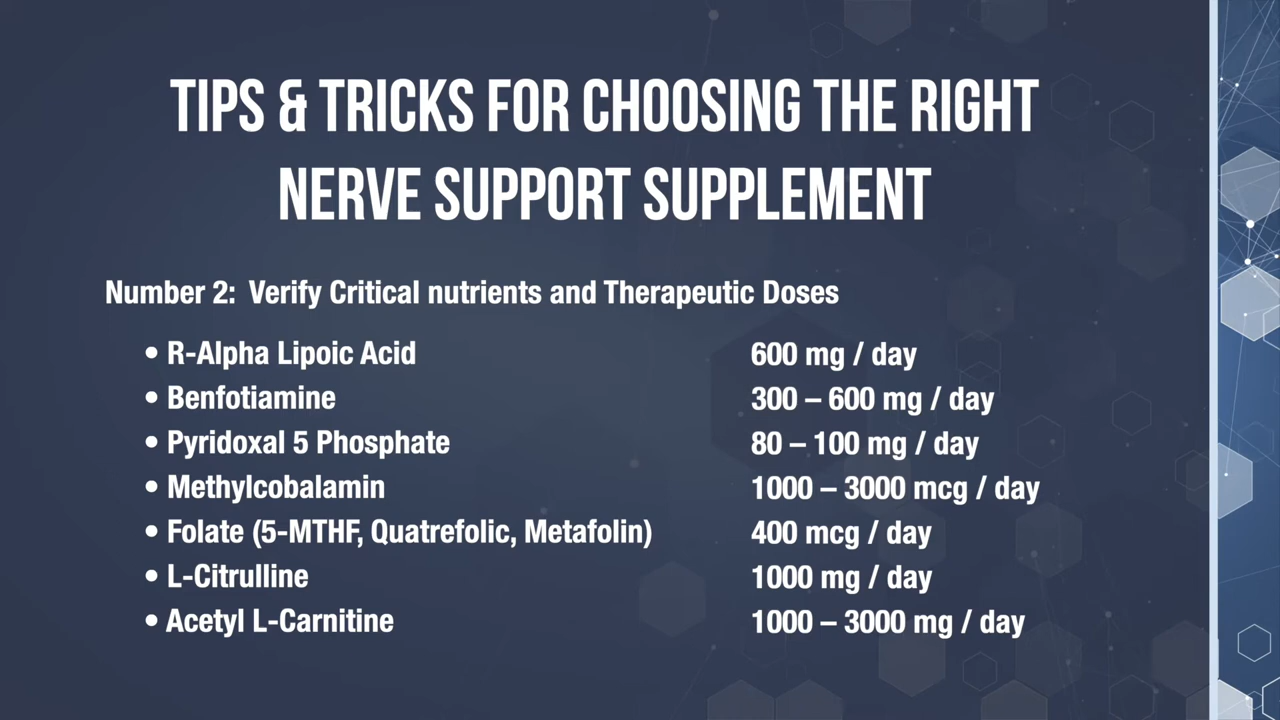 TIPS & TRICKS FOR CHOOSING THE RIGHT
NERVE SUPPORT SUPPLEMENT
Number 2: Verify Critical nutrients and Therapeutic Doses
• R-Alpha Lipoic Acid 600 mg / day
• Benfotiamine 300 – 600 mg / day
• Pyridoxal 5 Phosphate 80 – 100 mg / day
• Methylcobalamin 1000 – 3000 mcg / day
• Folate (5-MTHF, Quatrefolic, Metafolin) 400 mcg / day
• L-Citrulline 1000 mg / day
• Acetyl L-Carnitine 1000 – 3000 mg / day